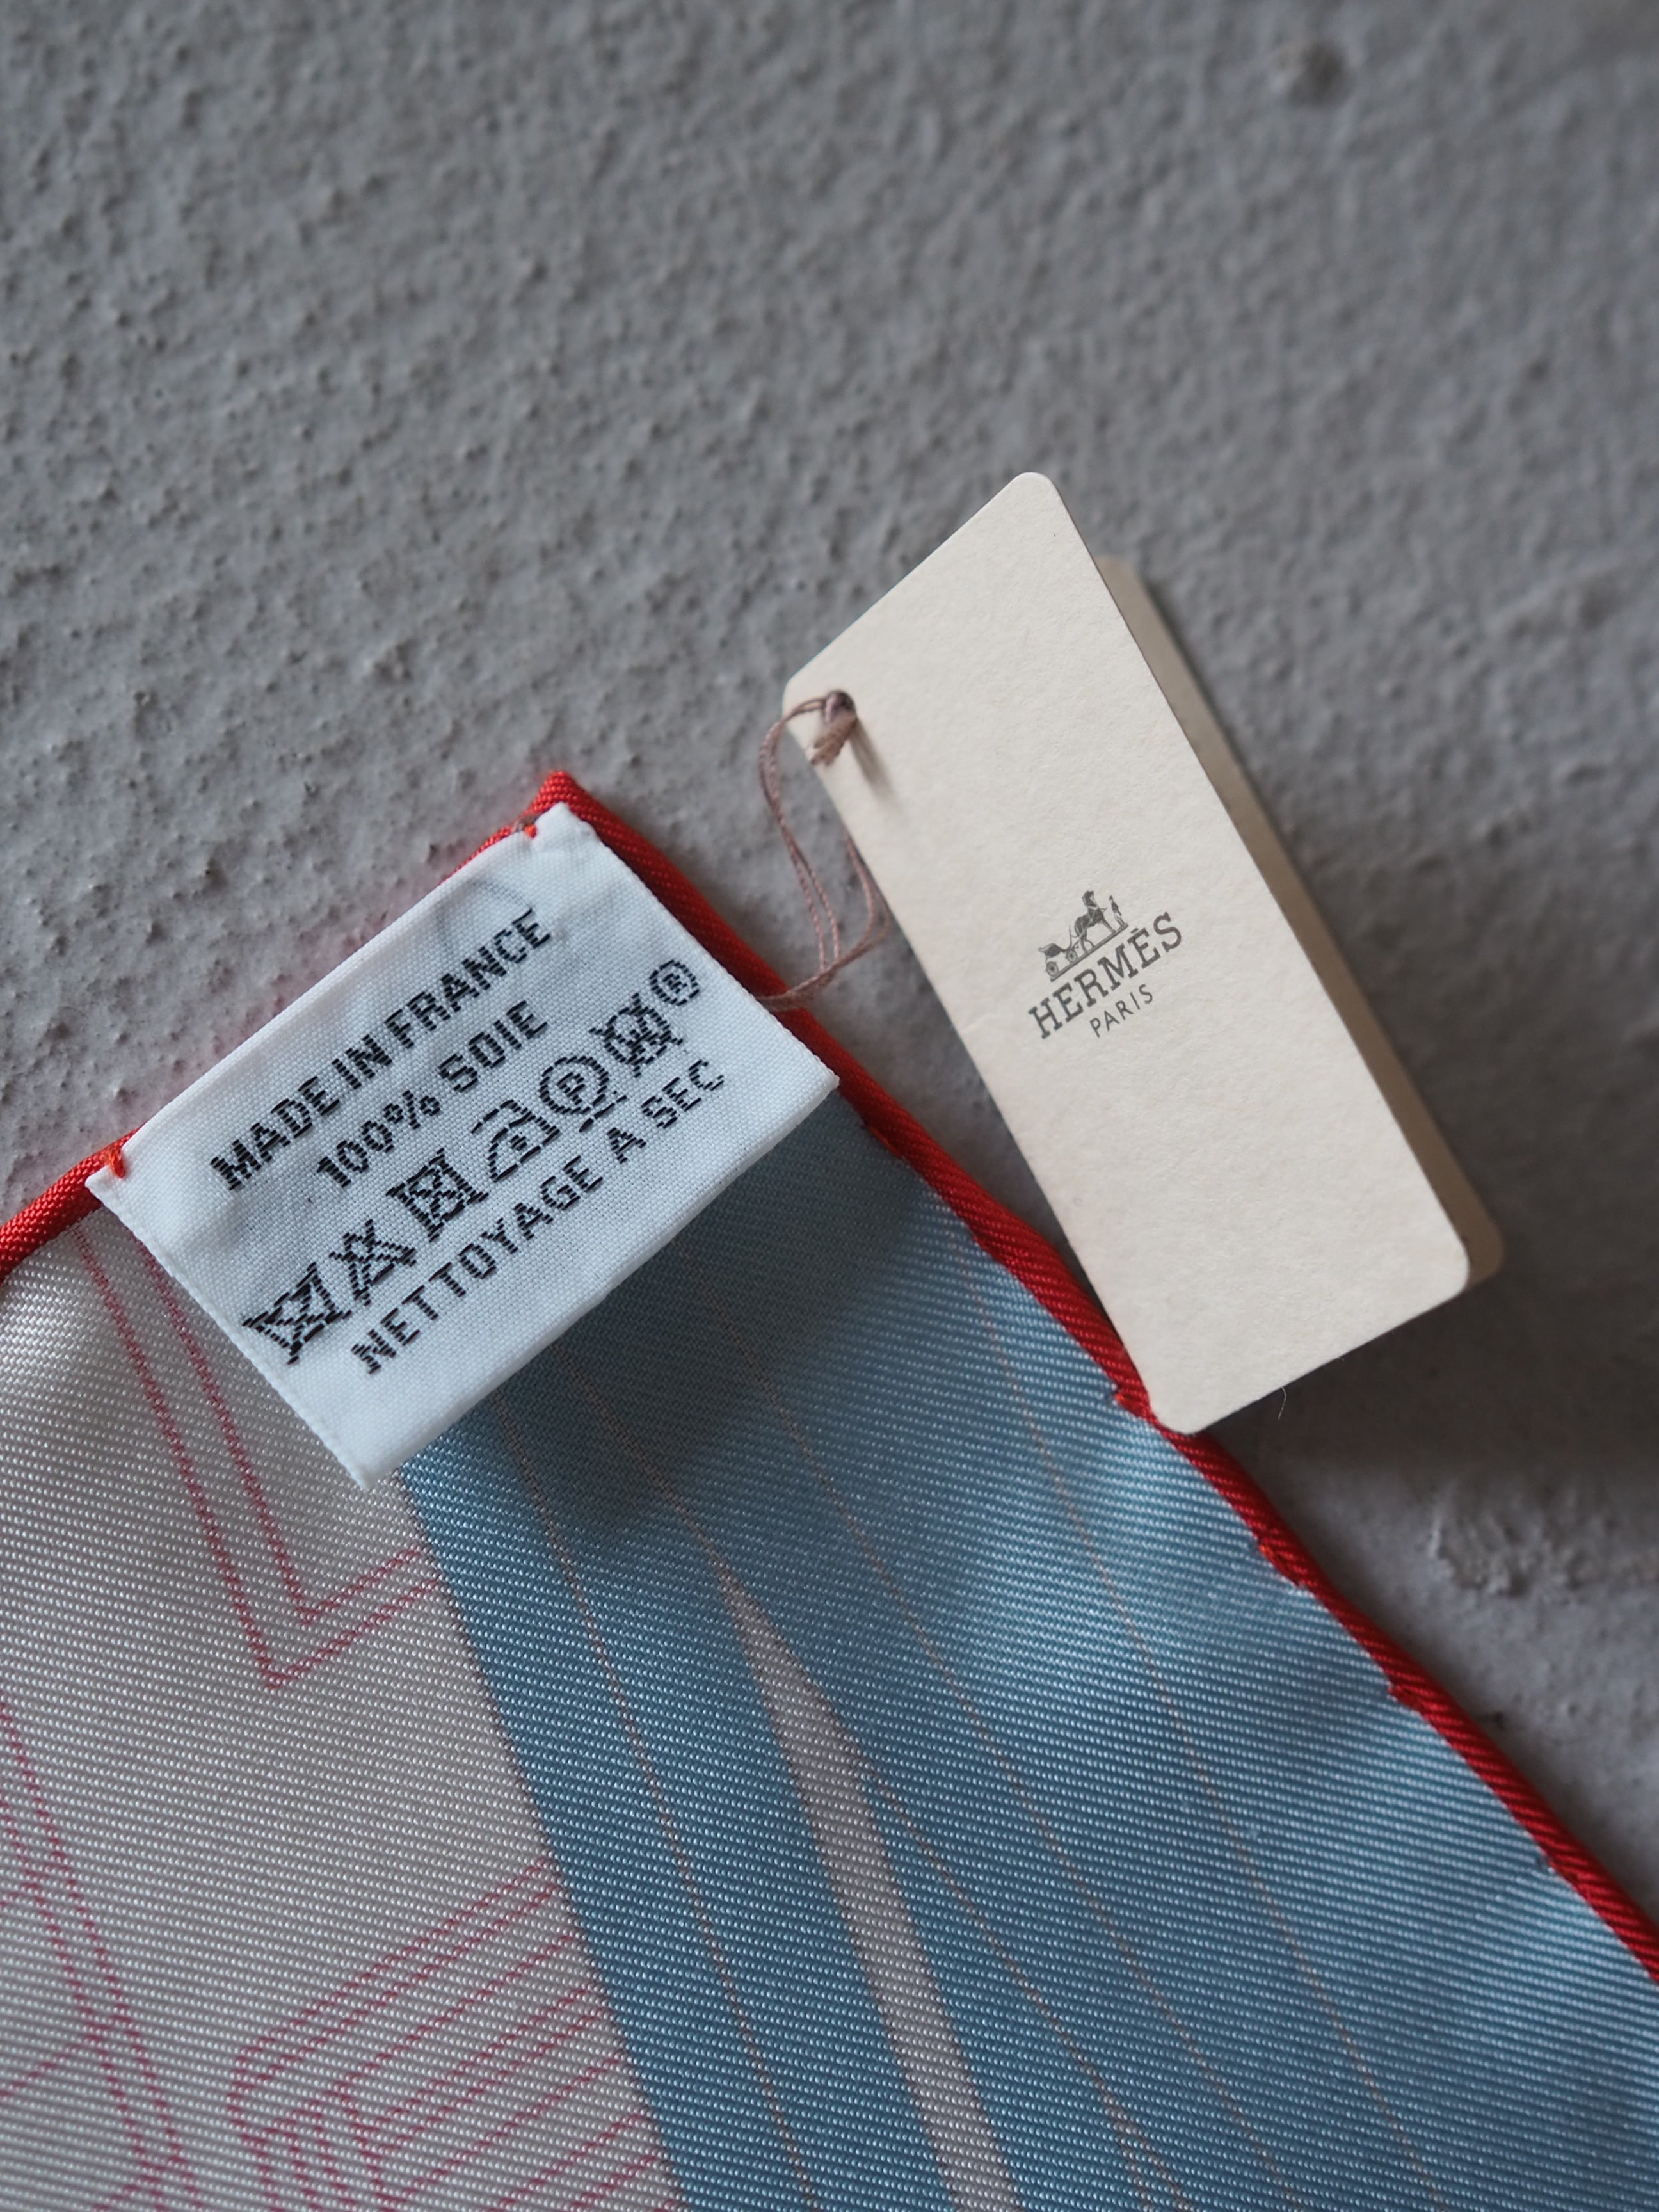 MADE IN FRANCE
100% SOIE
P W ®
NETTOYAGE A SEC
HERMÈS
PARIS